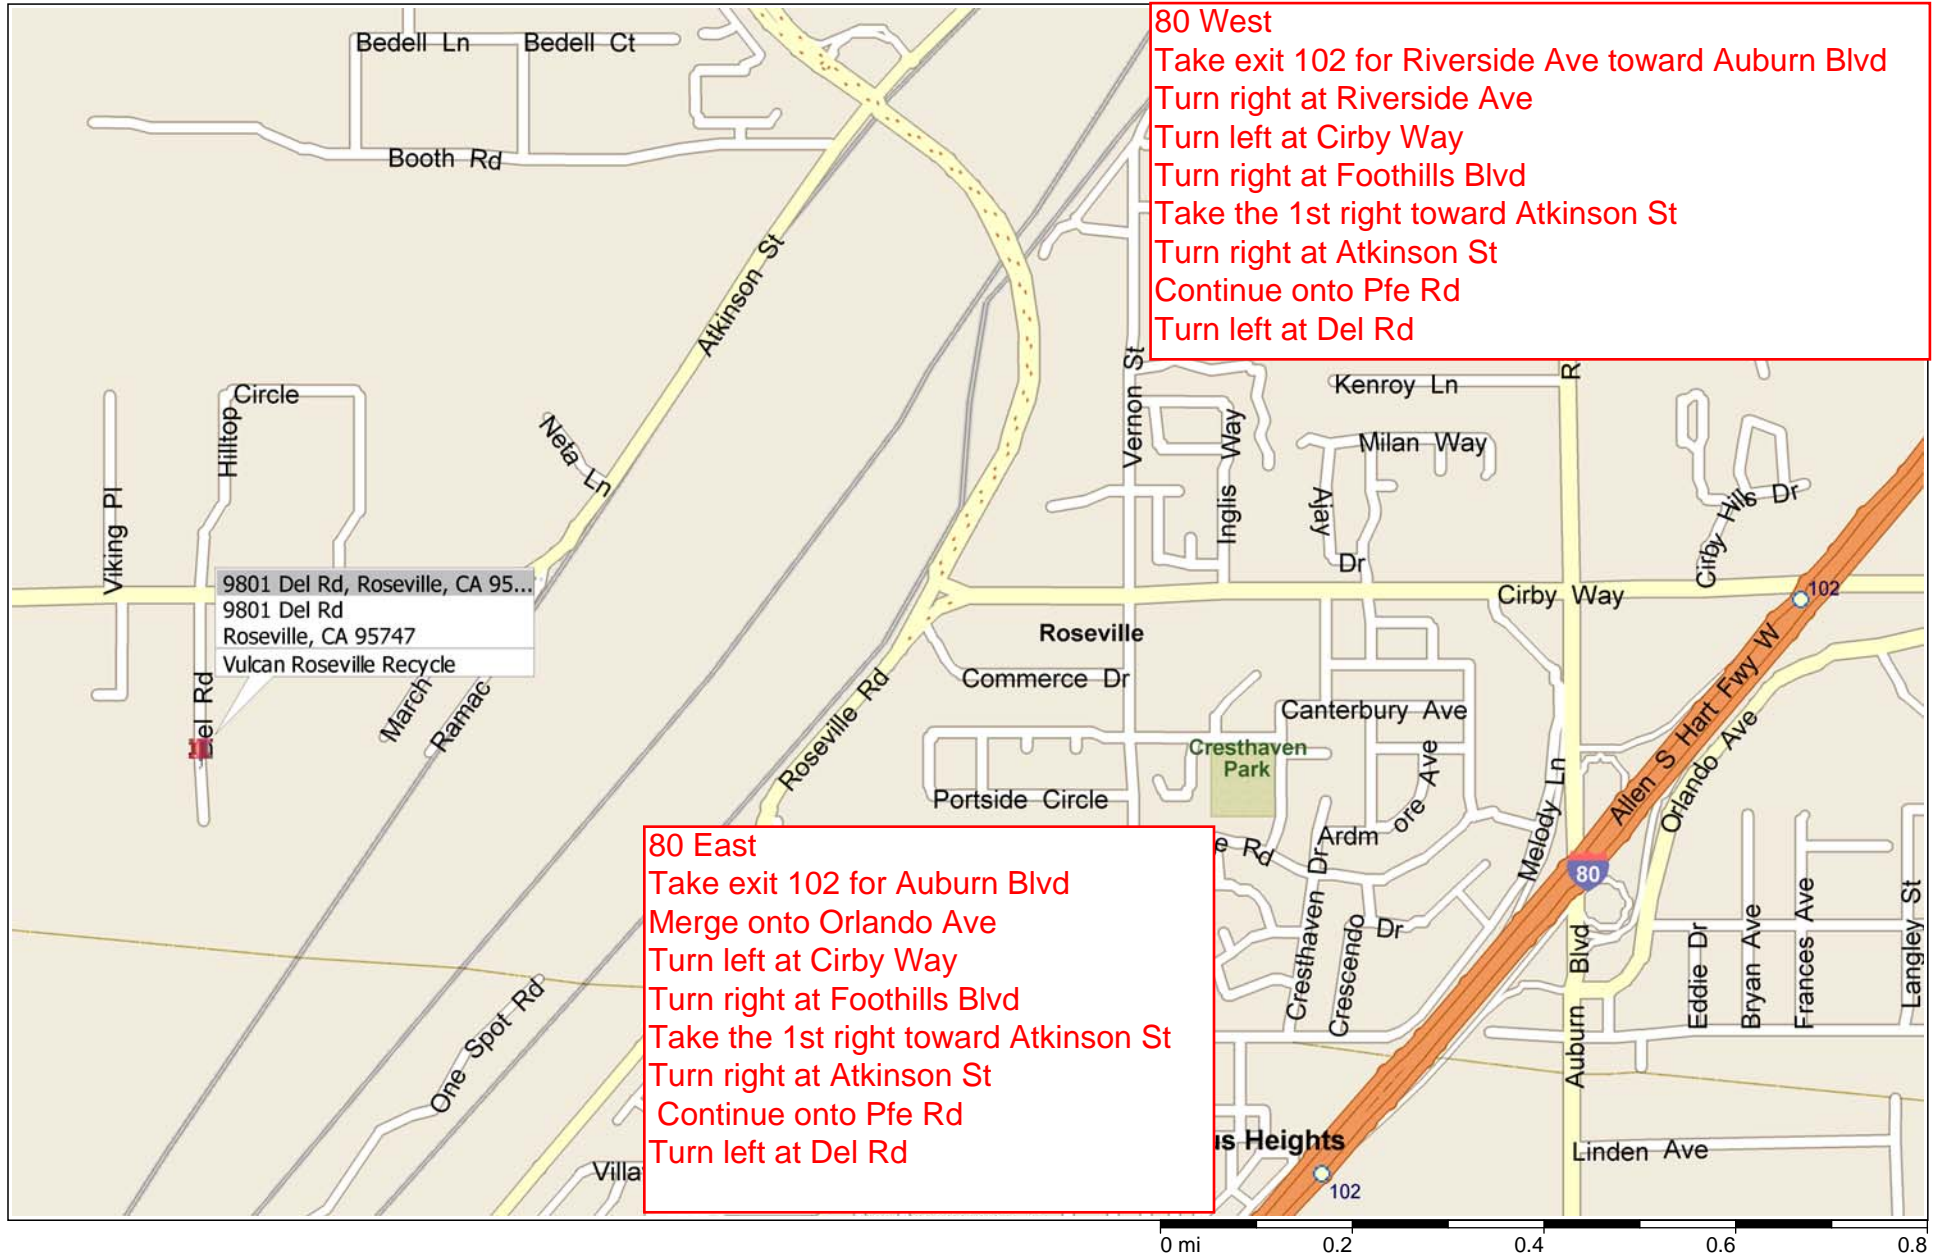 80 West
Take exit 102 for Riverside Ave toward Auburn Blvd
Turn right at Riverside Ave
Turn left at Cirby Way
Turn right at Foothills Blvd
Take the 1st right toward Atkinson St
Turn right at Atkinson St
Continue onto Pfe Rd
Turn left at Del Rd
Bedell Ln
Bedell Ct
Booth Rd
Atkinson St
Circle
Hilltop
Neta Ln
Viking Pl
9801 Del Rd, Roseville, CA 95...
9801 Del Rd
Roseville, CA 95747
Vulcan Roseville Recycle
el Rd
March
Ramac
Vernon St
Kenroy Ln
R
Milan Way
Inglis Way
Ajay
Dr
Cirby Hills Dr
Cirby Way
102
Roseville
Commerce Dr
Roseville Rd
Canterbury Ave
Cresthaven
Park
Portside Circle
Allen S Hart Fwy W
Orlando Ave
Melody Ln
Ardm ore Ave
e Rd
80
Cresthaven Dr
Crescendo Dr
Auburn Blvd
Eddie Dr
Bryan Ave
Frances Ave
Langley St
80 East
Take exit 102 for Auburn Blvd
Merge onto Orlando Ave
Turn left at Cirby Way
Turn right at Foothills Blvd
Take the 1st right toward Atkinson St
Turn right at Atkinson St
Continue onto Pfe Rd
Turn left at Del Rd
One Spot Rd
Villa
us Heights
102
Linden Ave
0 mi 0.2 0.4 0.6 0.8